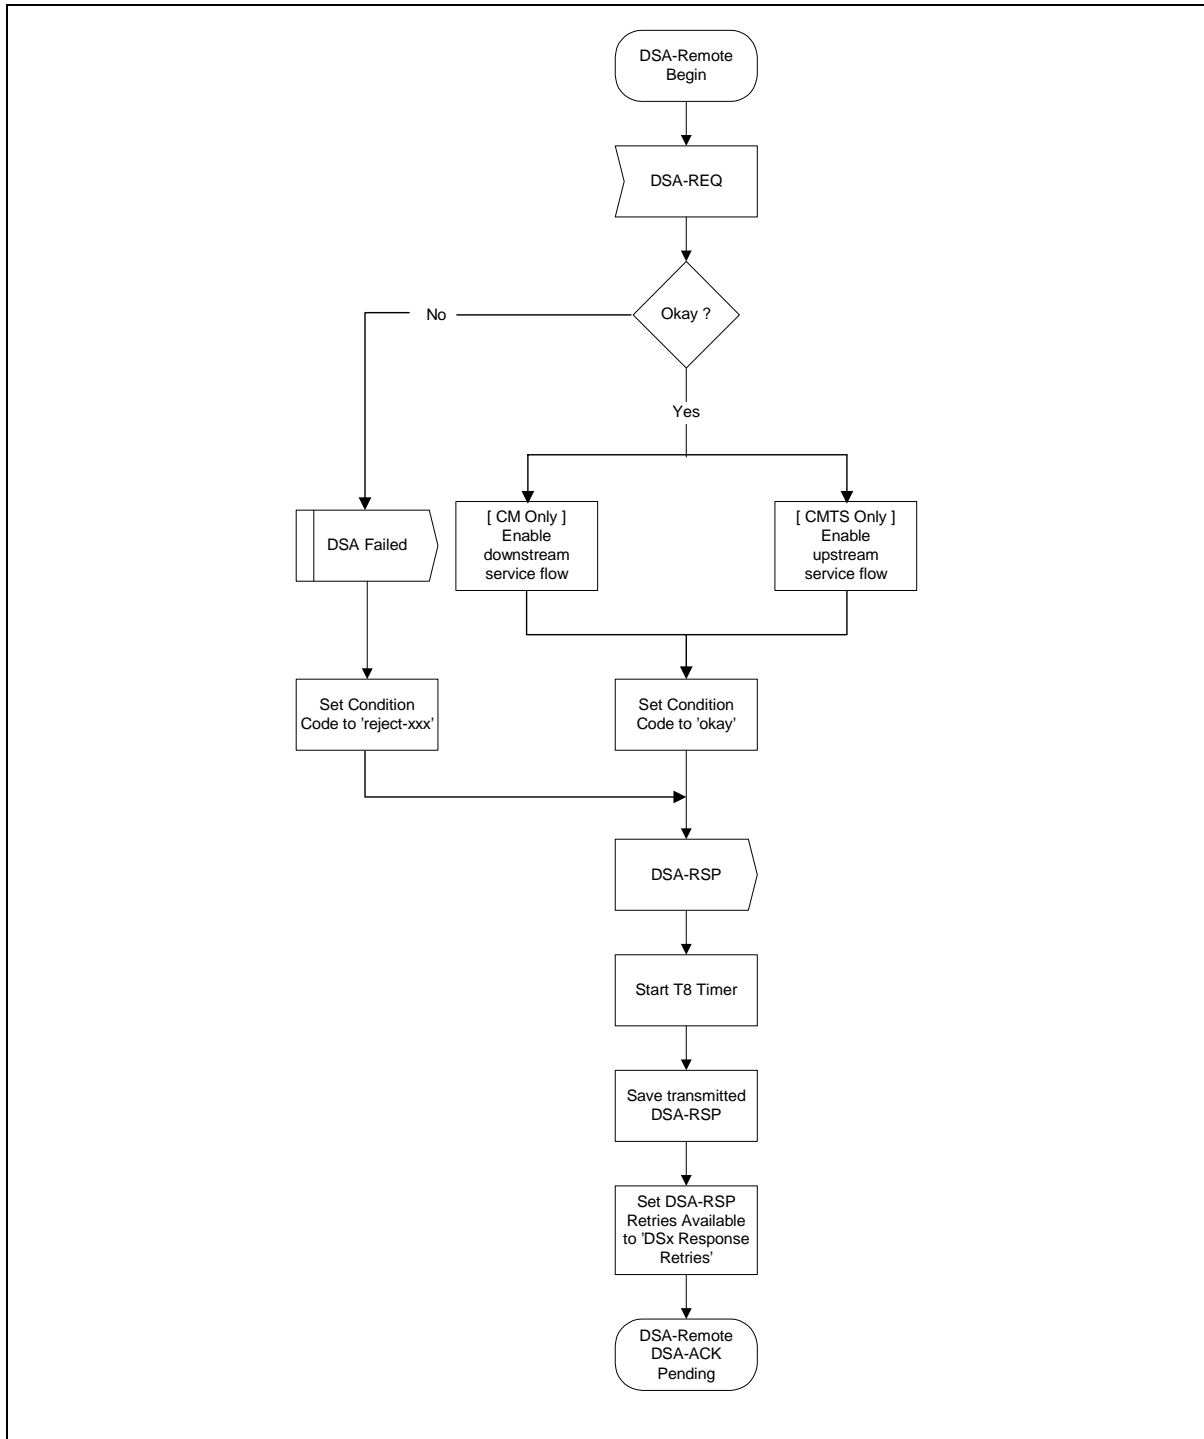 DSA-Remote
Begin
DSA-REQ
Okay ?
No
Yes
DSA Failed
[ CM Only ]
Enable
downstream
service flow
[ CMTS Only ]
Enable
upstream
service flow
Set Condition
Code to 'reject-xxx'
Set Condition
Code to 'okay'
DSA-RSP
Start T8 Timer
Save transmitted
DSA-RSP
Set DSA-RSP
Retries Available
to 'DSx Response
Retries'
DSA-Remote
DSA-ACK
Pending